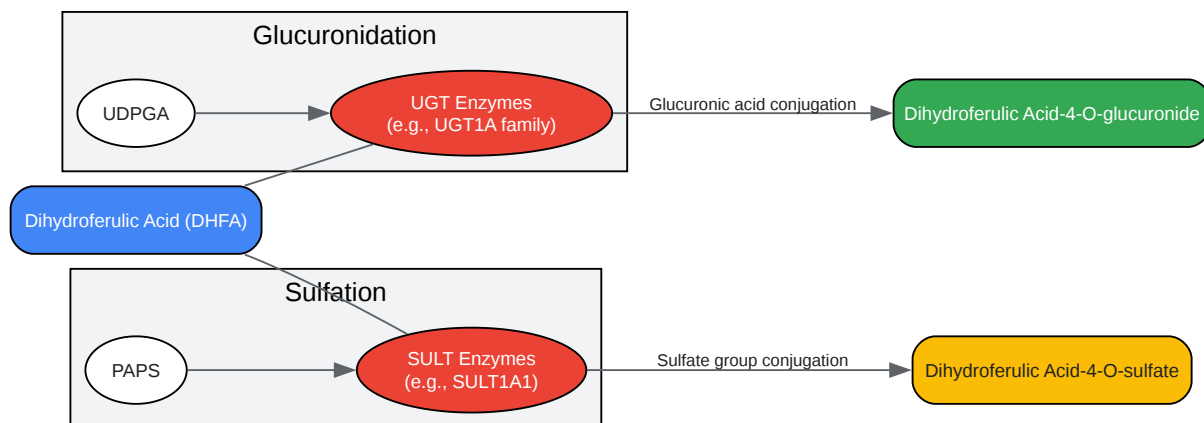 Glucuronidation
UDPGA
UGT Enzymes
(e.g., UGT1A family)
Glucuronic acid conjugation
Dihydroferulic Acid-4-O-glucuronide
Dihydroferulic Acid (DHFA)
Sulfation
PAPS
SULT Enzymes
(e.g., SULT1A1)
Sulfate group conjugation
Dihydroferulic Acid-4-O-sulfate